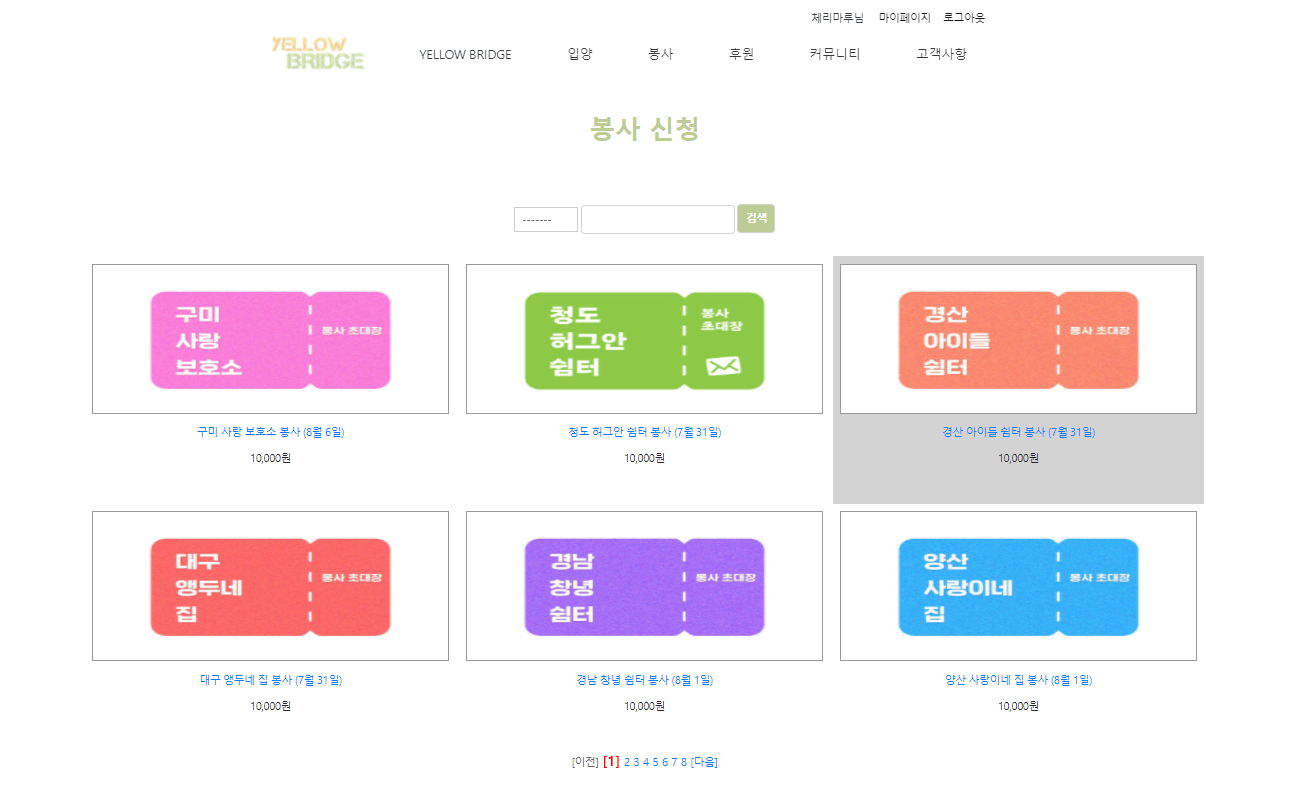 체리마루님 마이페이지 로그아웃
YELLOW
BRIDGE
YELLOW BRIDGE 입양 봉사 후원 커뮤니티 고객사항
봉사 신청
------- 검색
구미
사랑
보호소
봉사 초대장
청도
허그안
쉼터
봉사
초대장
경산
아이들
쉼터
봉사 초대장
구미 사랑 보호소 봉사 (8월 6일)
청도 허그안 쉼터 봉사 (7월 31일)
경산 아이들 쉼터 봉사 (7월 31일)
10,000원
10,000원
10,000원
대구
앵두네
집
봉사 초대장
경남
창녕
쉼터
봉사 초대장
양산
사랑이네
집
봉사 초대장
대구 앵두네 집 봉사 (7월 31일)
경남 창녕 쉼터 봉사 (8월 1일)
양산 사랑이네 집 봉사 (8월 1일)
10,000원
10,000원
10,000원
[이전] [1] 2 3 4 5 6 7 8 [다음]